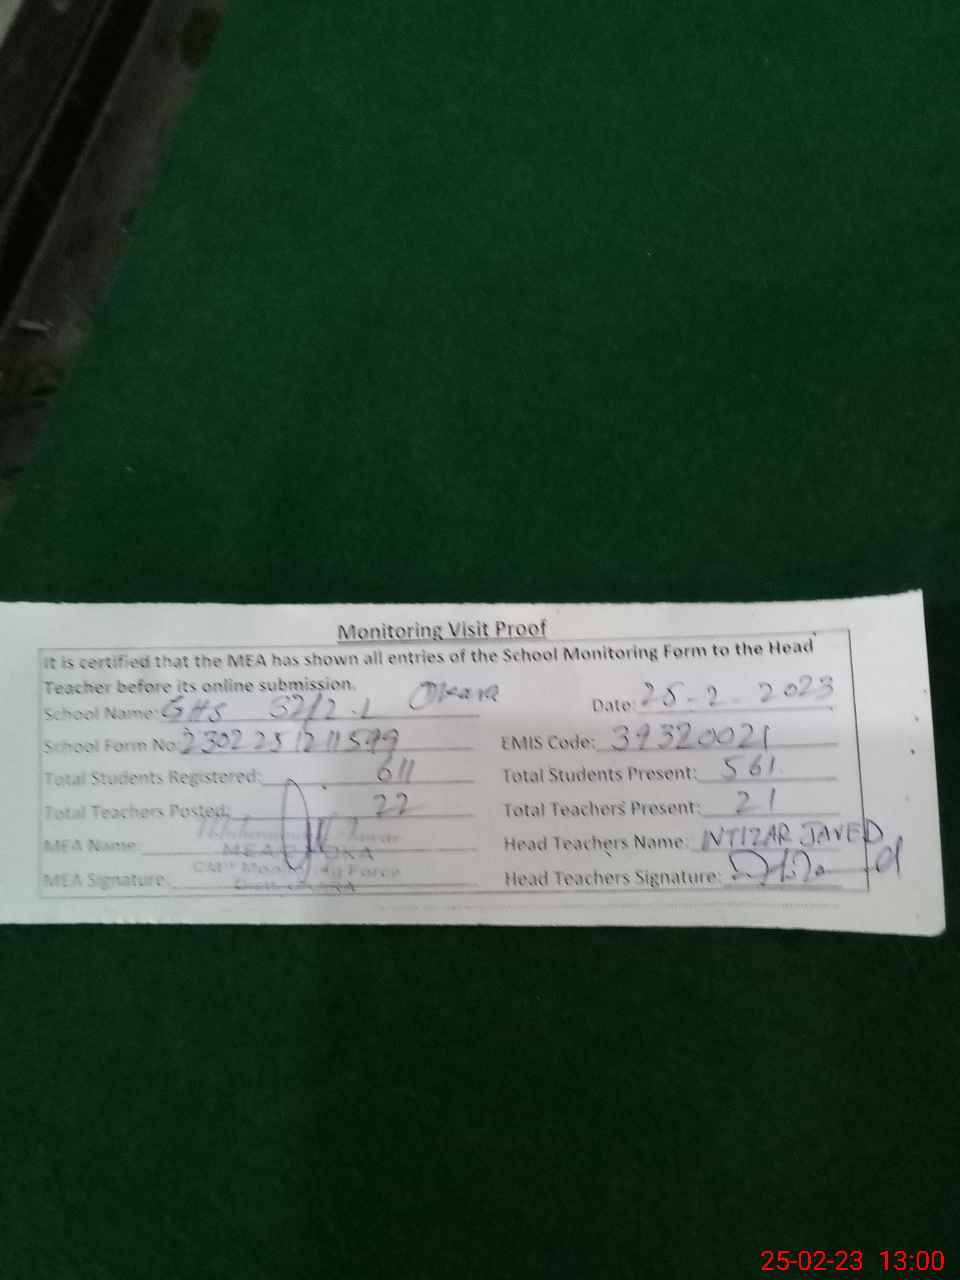 Monitoring Visit Proof
It is certified that the MEA has shown all entries of the School Monitoring Form to the Head
Teacher before its online submission.
School Name: GHS 32/2.L Okara Date: 25-2-2023
School Form No: EMIS Code: 39320021
Total Students Registered: 611 Total Students Present: 561
Total Teachers Posted: 22 Total Teachers Present: 21
MEA Name: Head Teachers Name: INTIZAR JAVED
MEA
Monitoring Force
MEA Signature: Head Teachers Signature:
25-02-23 13:00